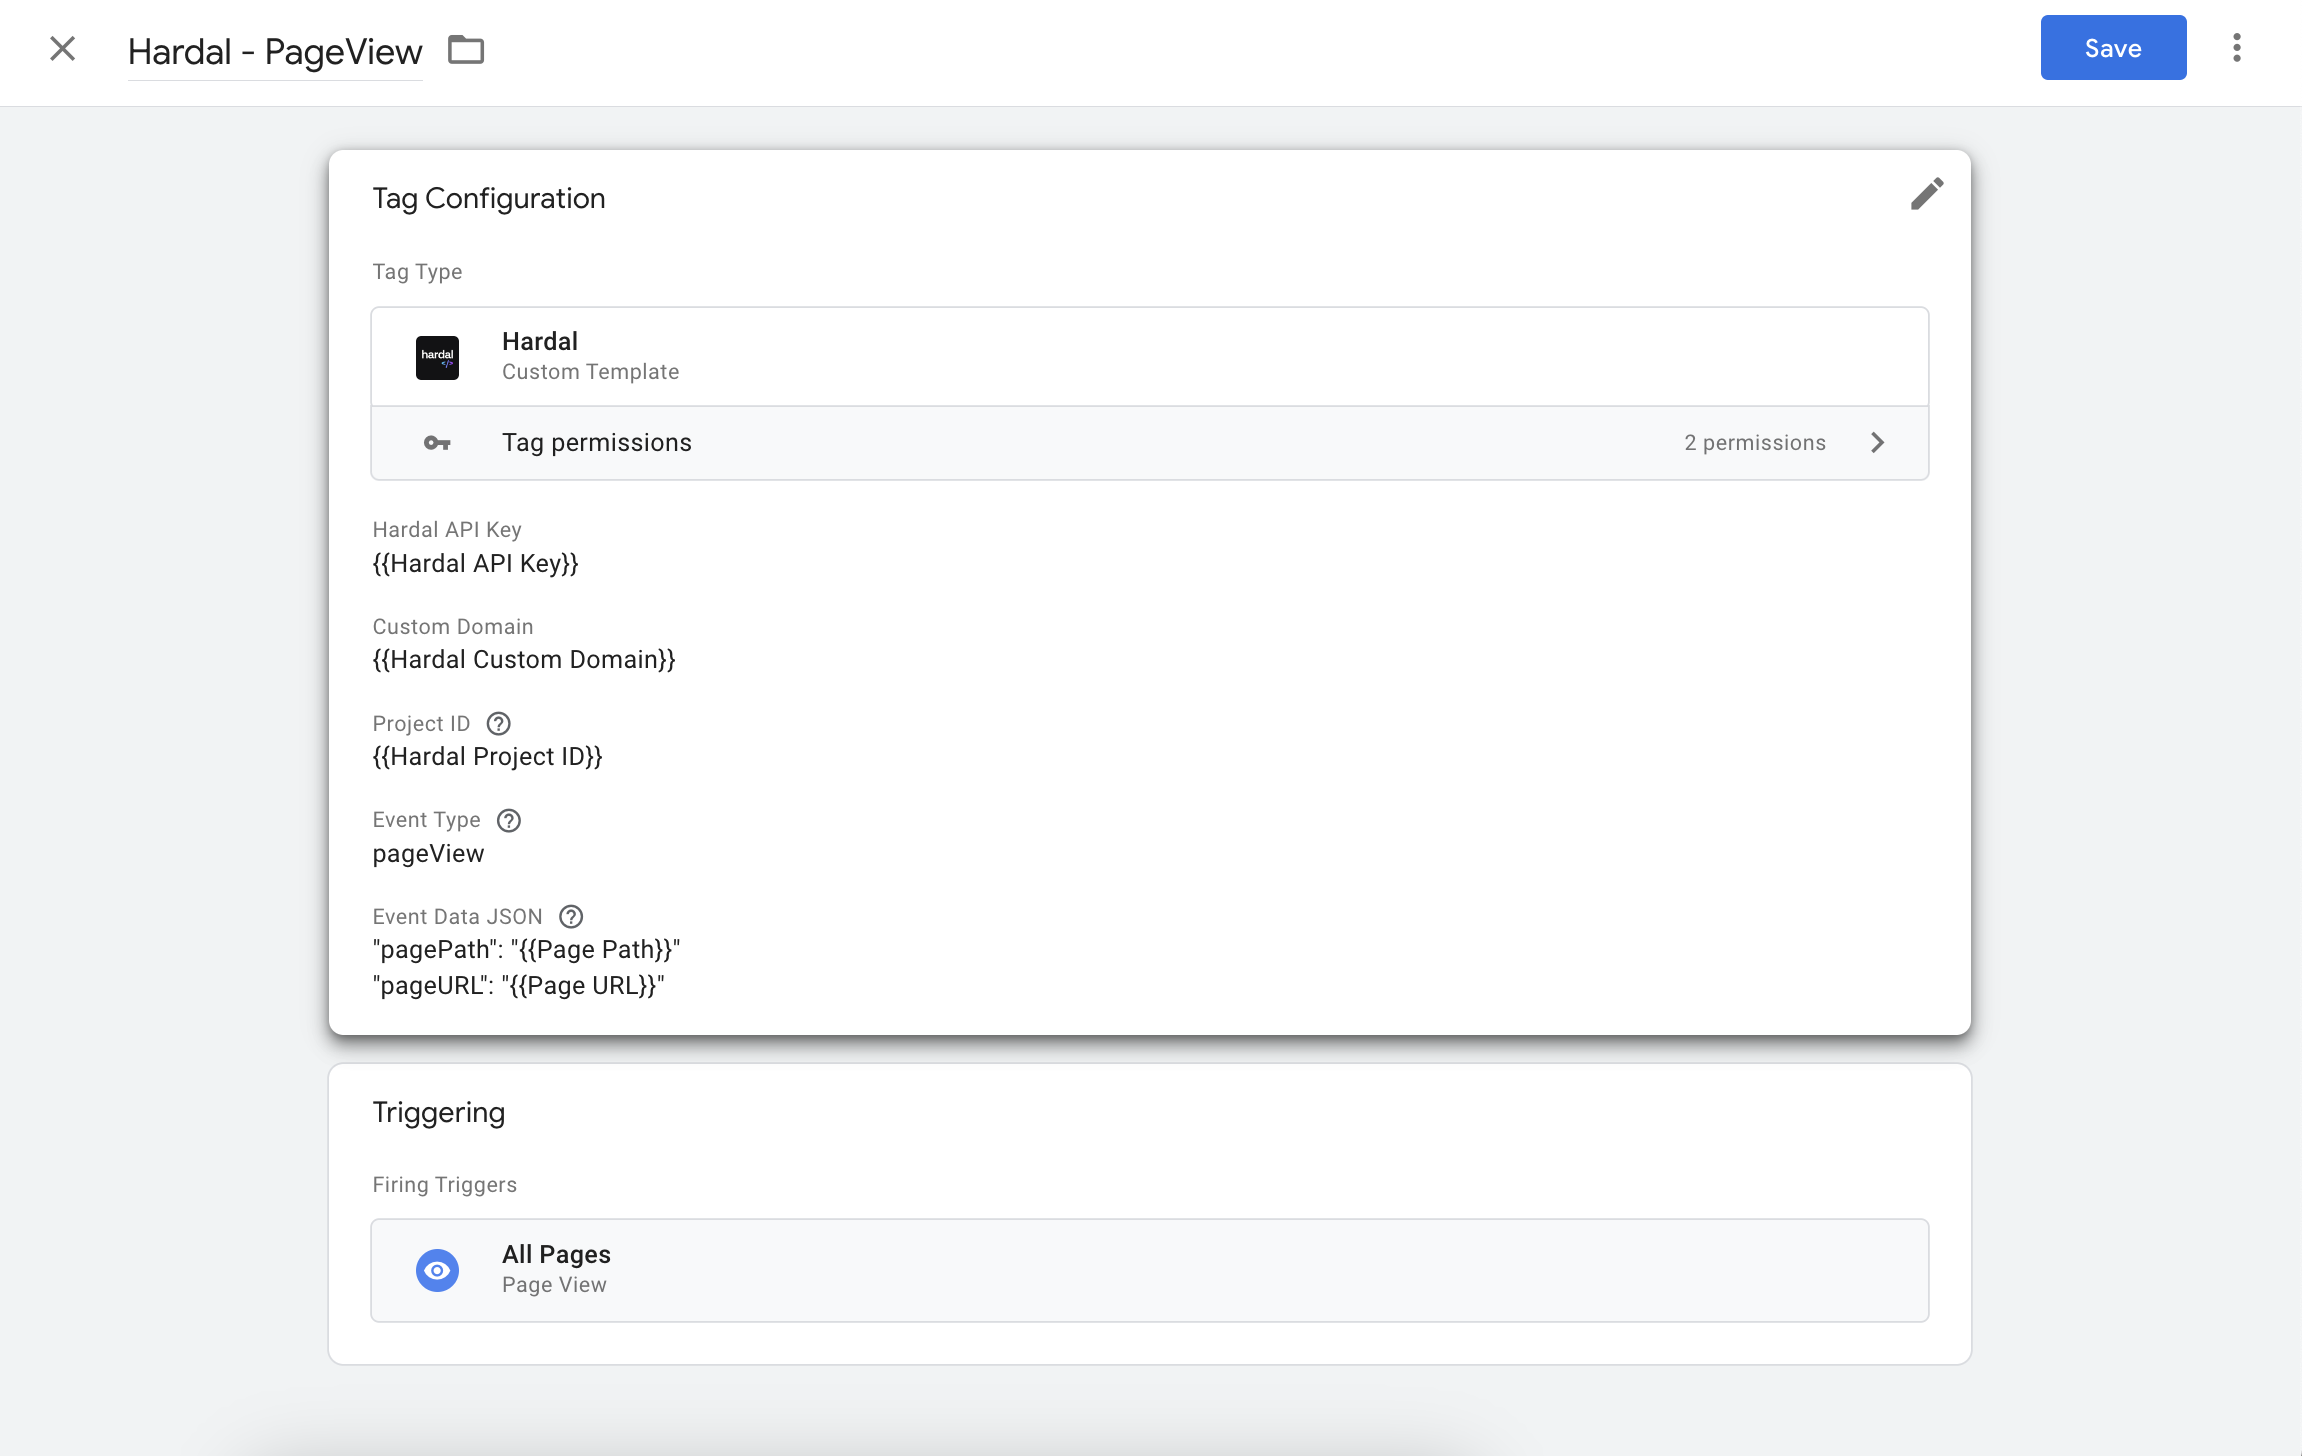 Hardal - PageView
Save
Tag Configuration
Tag Type
hardal
</>
Hardal
Custom Template
Tag permissions
2 permissions
Hardal API Key
{{Hardal API Key}}
Custom Domain
{{Hardal Custom Domain}}
Project ID
{{Hardal Project ID}}
Event Type
pageView
Event Data JSON
"pagePath": "{{Page Path}}"
"pageURL": "{{Page URL}}"
Triggering
Firing Triggers
All Pages
Page View